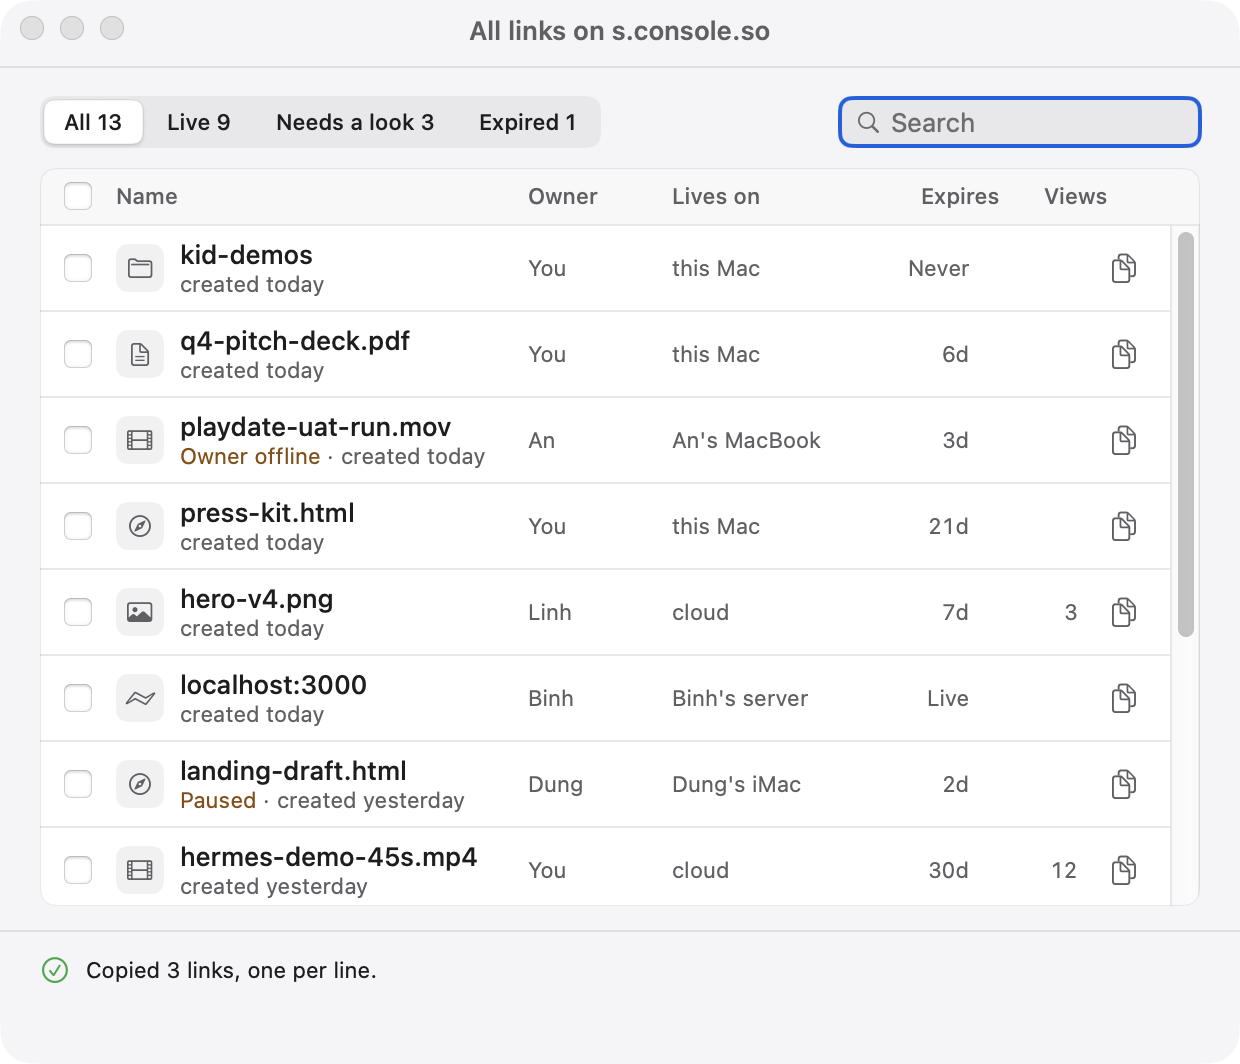 All links on s.console.so
All 13 Live 9 Needs a look 3 Expired 1 Search
Name Owner Lives on Expires Views
kid-demos
created today
You this Mac Never
q4-pitch-deck.pdf
created today
You this Mac 6d
playdate-uat-run.mov
Owner offline · created today
An An's MacBook 3d
press-kit.html
created today
You this Mac 21d
hero-v4.png
created today
Linh cloud 7d 3
localhost:3000
created today
Binh Binh's server Live
landing-draft.html
Paused · created yesterday
Dung Dung's iMac 2d
hermes-demo-45s.mp4
created yesterday
You cloud 30d 12
Copied 3 links, one per line.